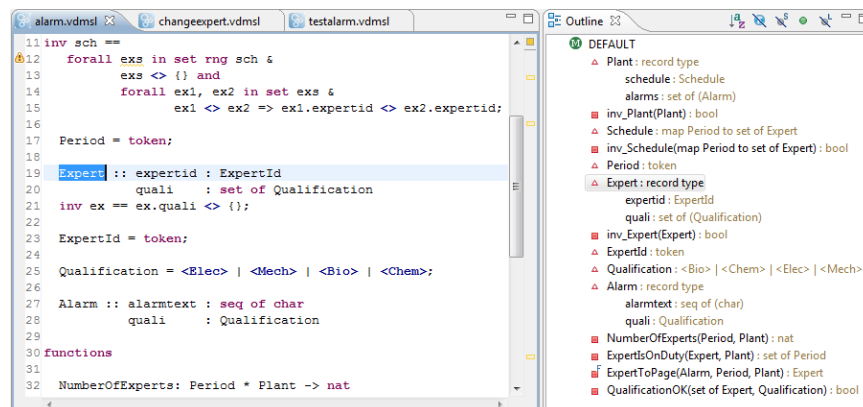 alarm.vdmsl changeexpert.vdmsl testalarm.vdmsl
11 inv sch ==
12 forall exs in set rng sch &
13 exs <> {} and
14 forall ex1, ex2 in set exs &
15 ex1 <> ex2 => ex1.expertid <> ex2.expertid;
16
17 Period = token;
18
19 Expert :: expertid : ExpertId
20 quali : set of Qualification
21 inv ex == ex.quali <> {};
22
23 ExpertId = token;
24
25 Qualification = <Elec> | <Mech> | <Bio> | <Chem>;
26
27 Alarm :: alarmtext : seq of char
28 quali : Qualification
29
30 functions
31
32 NumberOfExperts: Period * Plant -> nat
Outline
DEFAULT
Plant : record type
schedule : Schedule
alarms : set of (Alarm)
inv_Plant(Plant) : bool
Schedule : map Period to set of Expert
inv_Schedule(map Period to set of Expert) : bool
Period : token
Expert : record type
expertid : ExpertId
quali : set of (Qualification)
inv_Expert(Expert) : bool
ExpertId : token
Qualification : <Bio> | <Chem> | <Elec> | <Mech>
Alarm : record type
alarmtext : seq of (char)
quali : Qualification
NumberOfExperts(Period, Plant) : nat
ExpertIsOnDuty(Expert, Plant) : set of Period
ExpertToPage(Alarm, Period, Plant) : Expert
QualificationOK(set of Expert, Qualification) : bool